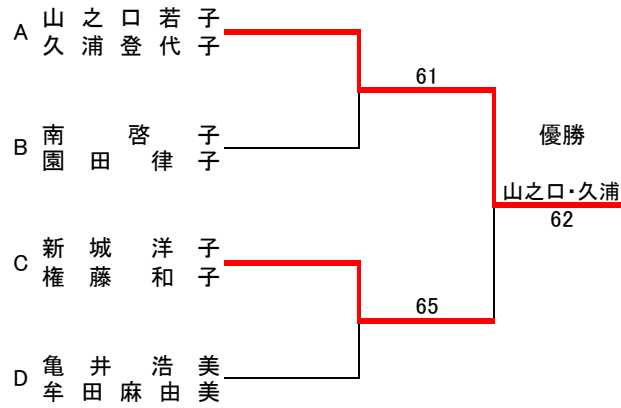 A 山之口若子
久浦登代子
61
B 南啓子
園田律子
優勝
山之口・久浦
62
C 新城洋子
権藤和子
65
D 亀井浩美
牟田麻由美